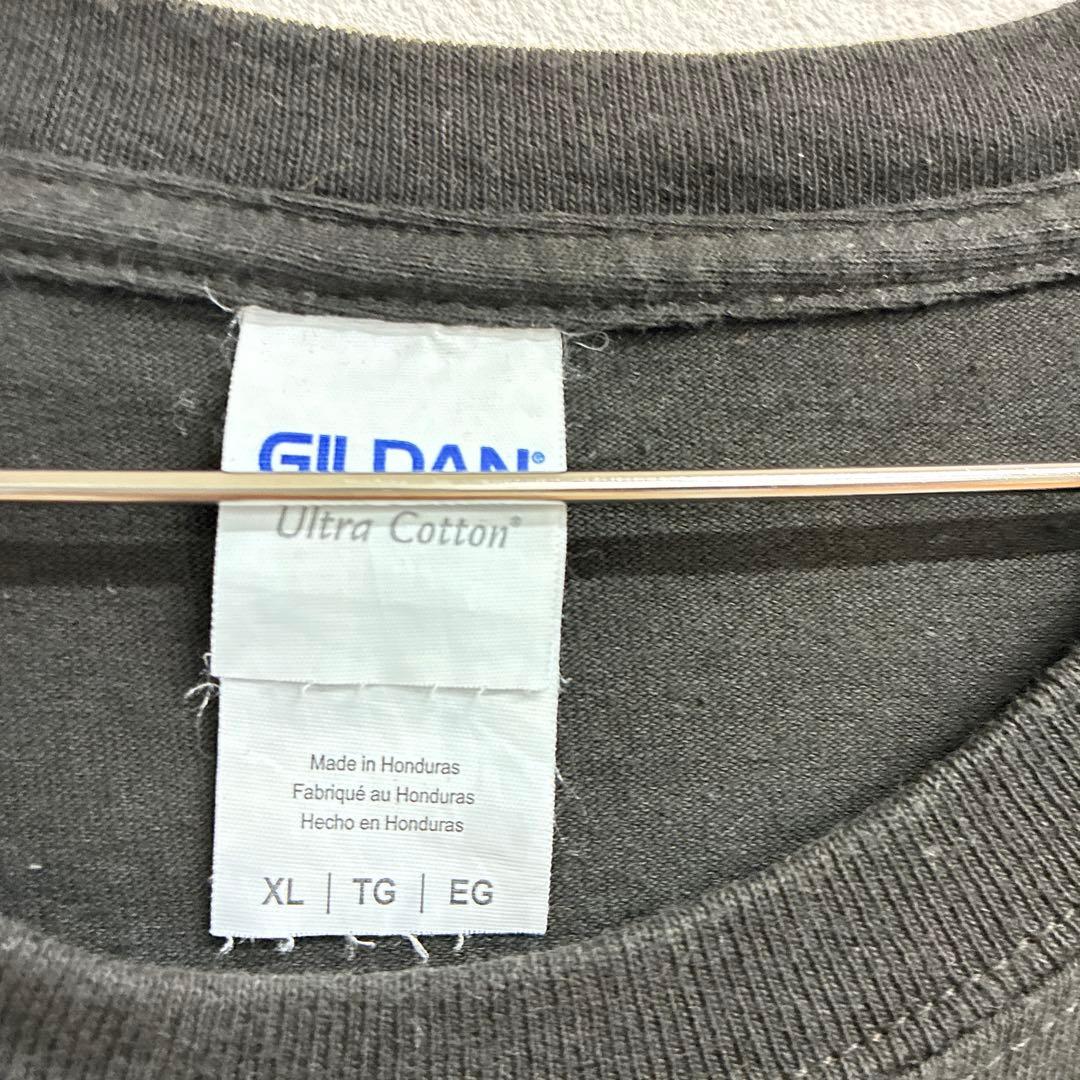 GILDAN®
Ultra Cotton®
Made in Honduras
Fabriqué au Honduras
Hecho en Honduras
XL | TG | EG